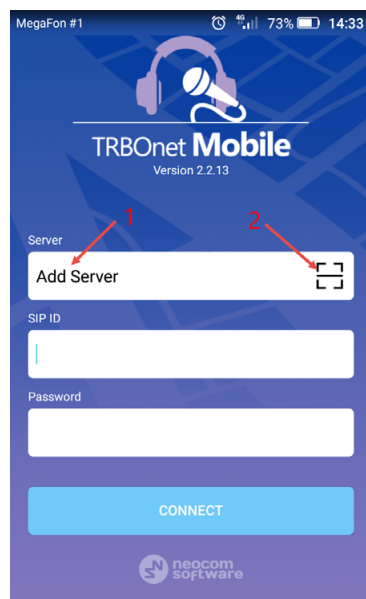 MegaFon #1 4G 73% 14:33
TRBOnet Mobile
Version 2.2.13
1 2
Server
Add Server
SIP ID
Password
CONNECT
neocom
software